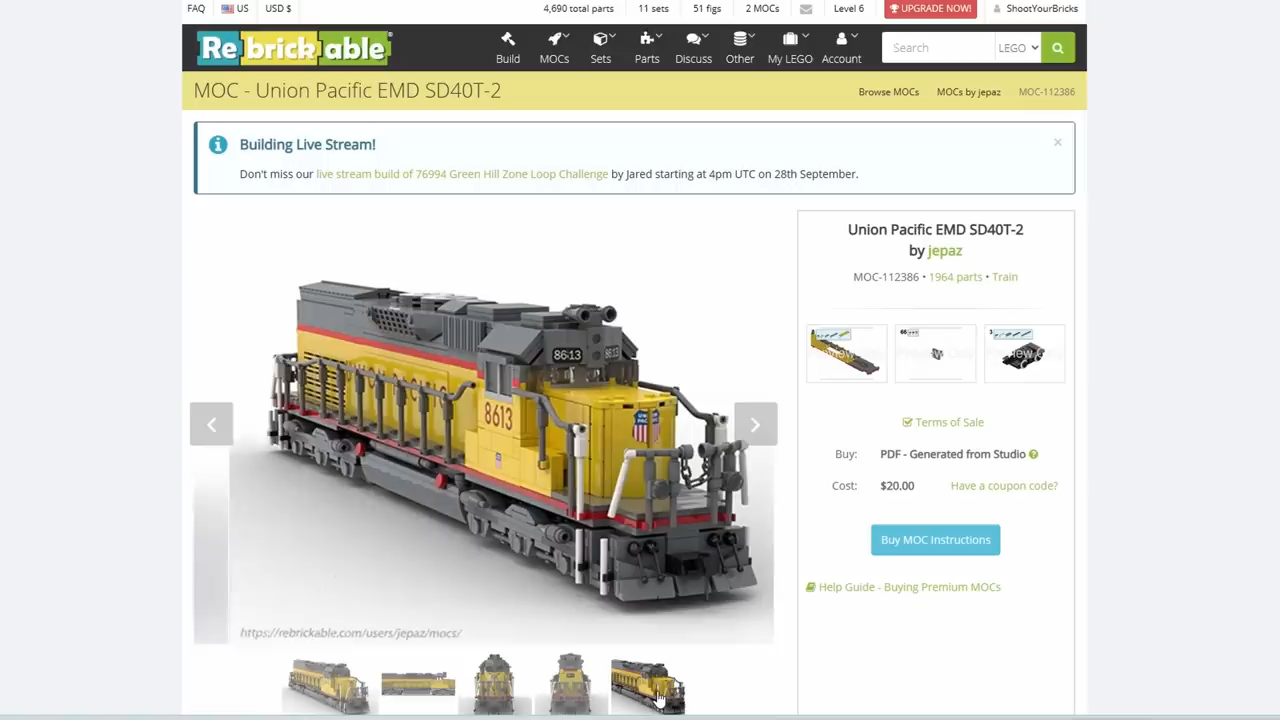 FAQ US USD $ 4,690 total parts 11 sets 51 figs 2 MOCs Level 6 UPGRADE NOW! ShootYourBricks
Rebrickable Build MOCs Sets Parts Discuss Other My LEGO Account Search LEGO
MOC - Union Pacific EMD SD40T-2 Browse MOCs MOCs by jepaz MOC-112386
Building Live Stream! ×
Don't miss our live stream build of 76994 Green Hill Zone Loop Challenge by Jared starting at 4pm UTC on 28th September.
Union Pacific EMD SD40T-2
by jepaz
MOC-112386 • 1964 parts • Train
8613 8613
8613
Terms of Sale
Buy: PDF - Generated from Studio
Cost: $20.00 Have a coupon code?
Buy MOC Instructions
Help Guide - Buying Premium MOCs
https://rebrickable.com/users/jepaz/mocs/